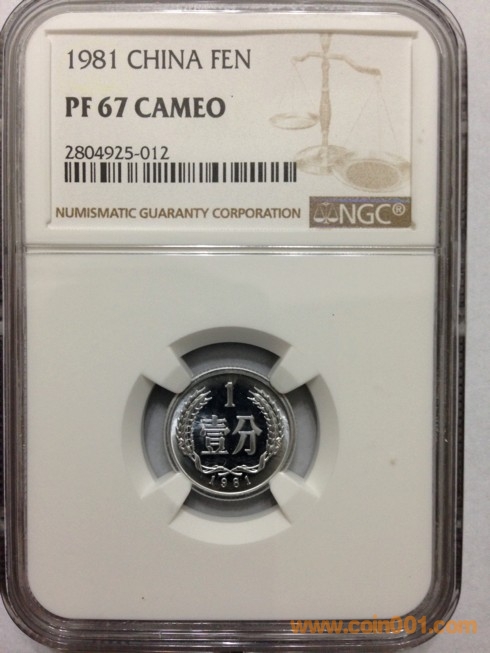 1981 CHINA FEN
PF 67 CAMEO
2804925-012
NUMISMATIC GUARANTY CORPORATION NGC®
1
壹分
1981
www.coin001.com